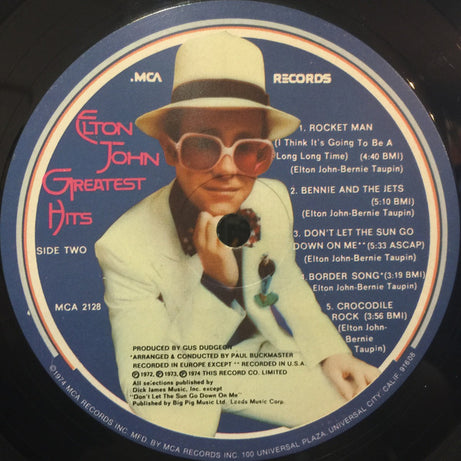 .MCA RECORDS
ELTON
JOHN
GREATEST
HITS
SIDE TWO
MCA 2128
1. ROCKET MAN
(I Think It's Going To Be A
Long Long Time) (4:40 BMI)
(Elton John-Bernie Taupin)
2. BENNIE AND THE JETS
(5:10 BMI)
(Elton John-Bernie Taupin)
3. DON'T LET THE SUN GO
DOWN ON ME** (5:33 ASCAP)
(Elton John-Bernie Taupin)
4. BORDER SONG* (3:19 BMI)
(Elton John-Bernie Taupin)
5. CROCODILE
ROCK (3:56 BMI)
(Elton John-
Bernie
Taupin)
PRODUCED BY GUS DUDGEON
*ARRANGED & CONDUCTED BY PAUL BUCKMASTER
RECORDED IN EUROPE EXCEPT ** RECORDED IN U.S.A.
℗ 1972, ℗ 1973, ℗ 1974 THIS RECORD CO. LIMITED
All selections published by
Dick James Music, Inc. except
"Don't Let The Sun Go Down On Me"
Published by Big Pig Music Ltd. Leeds Music Corp.
©1974 MCA RECORDS INC. MFD. BY MCA RECORDS INC. 100 UNIVERSAL PLAZA, UNIVERSAL CITY, CALIF. 91608